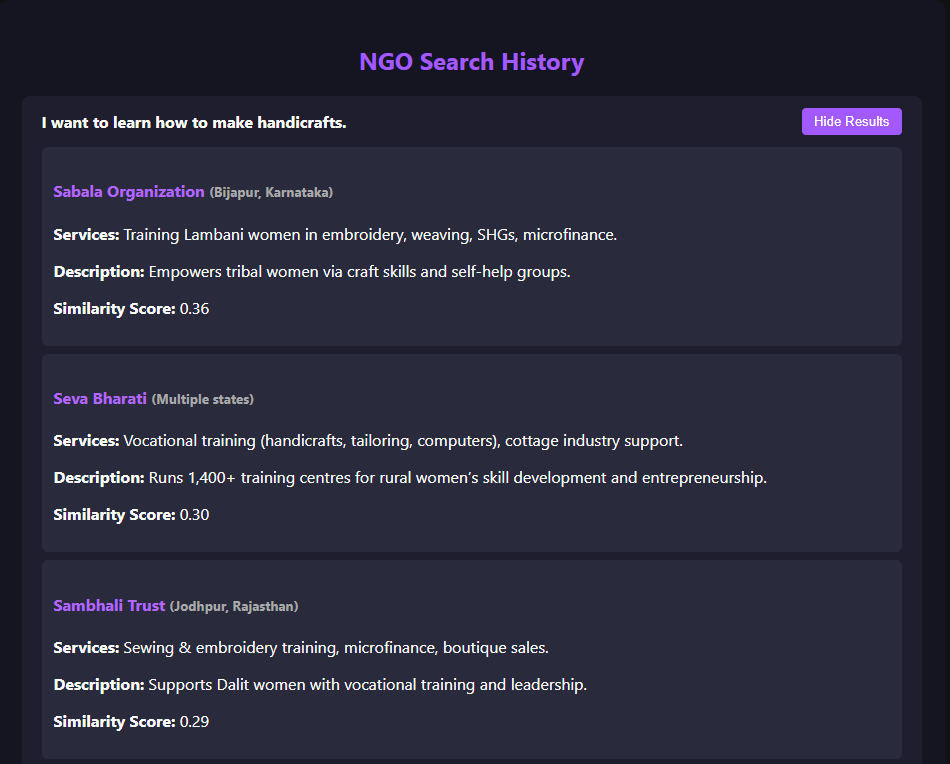 NGO Search History
I want to learn how to make handicrafts.
Hide Results
Sabala Organization (Bijapur, Karnataka)
Services: Training Lambani women in embroidery, weaving, SHGs, microfinance.
Description: Empowers tribal women via craft skills and self-help groups.
Similarity Score: 0.36
Seva Bharati (Multiple states)
Services: Vocational training (handicrafts, tailoring, computers), cottage industry support.
Description: Runs 1,400+ training centres for rural women’s skill development and entrepreneurship.
Similarity Score: 0.30
Sambhali Trust (Jodhpur, Rajasthan)
Services: Sewing & embroidery training, microfinance, boutique sales.
Description: Supports Dalit women with vocational training and leadership.
Similarity Score: 0.29